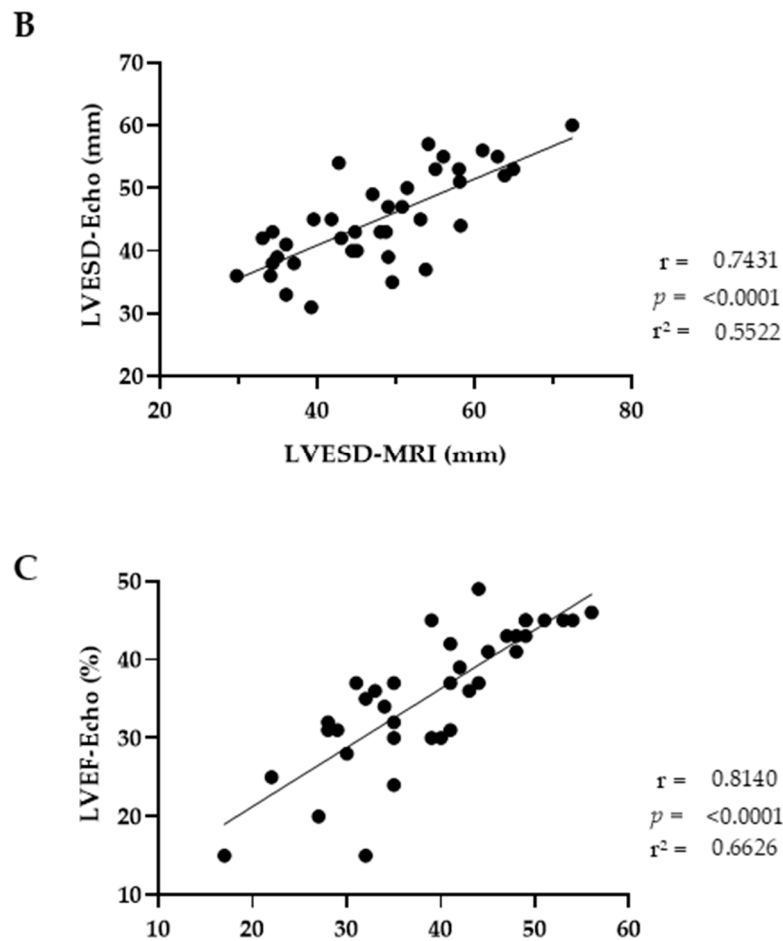 B
70
60
50
40
30
20
LVESD-Echo (mm)
20 40 60 80
LVESD-MRI (mm)
r = 0.7431
p = <0.0001
r² = 0.5522
C
50
40
30
20
10
LVEF-Echo (%)
10 20 30 40 50 60
r = 0.8140
p = <0.0001
r² = 0.6626